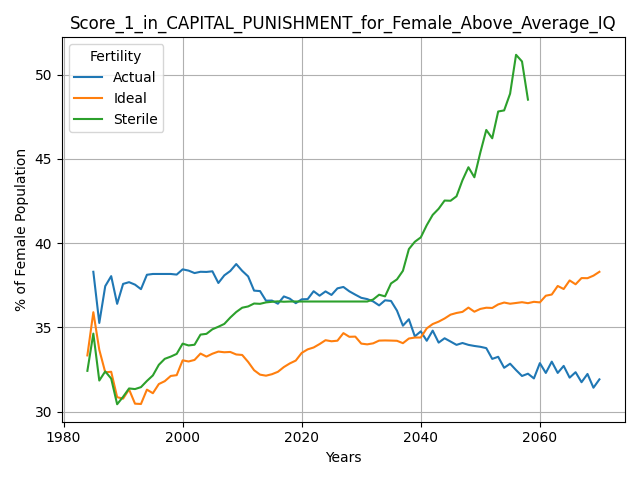 Score_1_in_CAPITAL_PUNISHMENT_for_Female_Above_Average_IQ
Fertility
Actual
Ideal
Sterile
% of Female Population
50
45
40
35
30
1980
2000
2020
2040
2060
Years